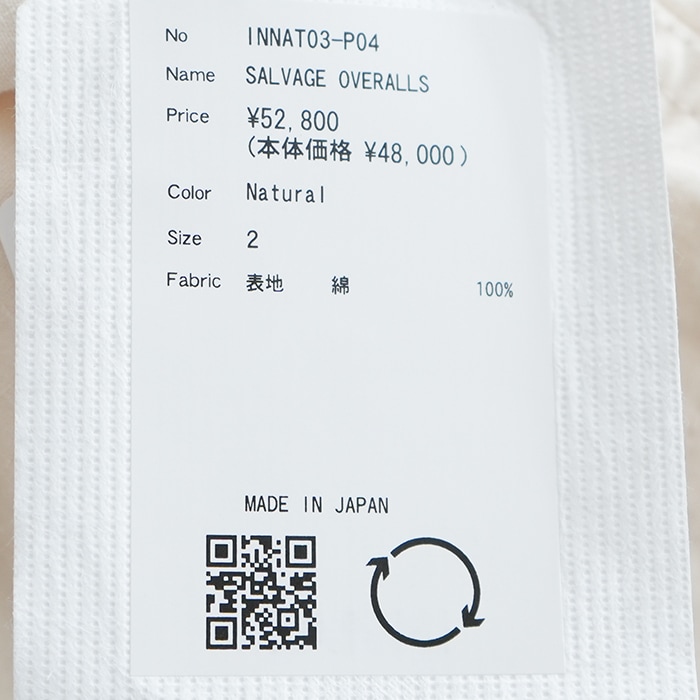 No INNAT03-P04
Name SALVAGE OVERALLS
Price ¥52,800
(本体価格 ¥48,000)
Color Natural
Size 2
Fabric 表地 綿 100%
MADE IN JAPAN